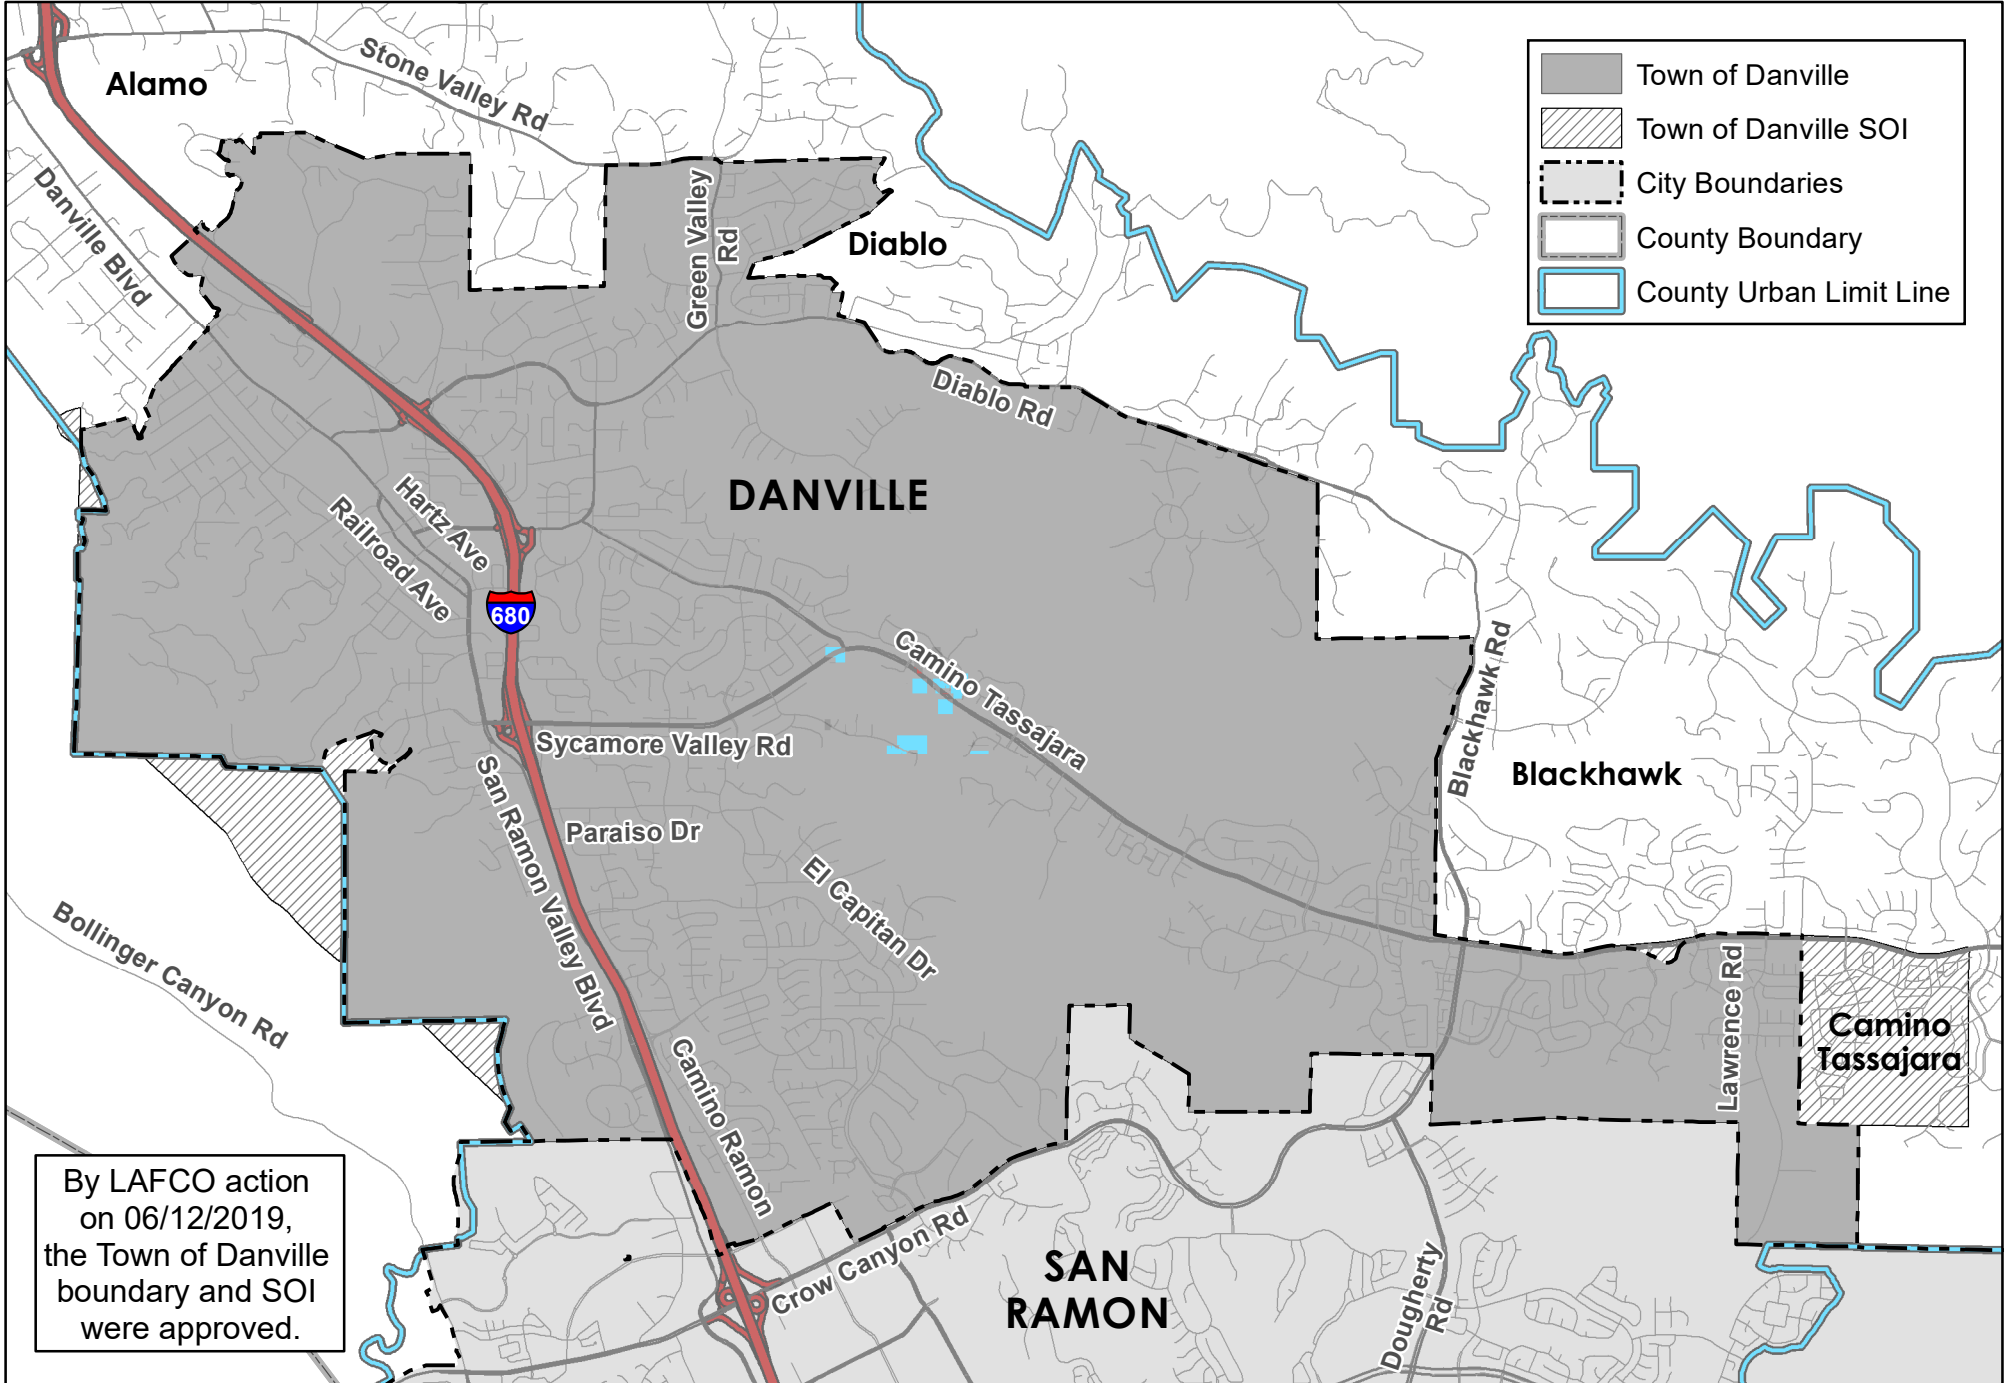 Alamo
Stone Valley Rd
Town of Danville
Town of Danville SOI
City Boundaries
County Boundary
County Urban Limit Line
Danville Blvd
Green Valley
Rd
Diablo
Diablo Rd
DANVILLE
Hartz Ave
Railroad Ave
680
Camino Tassajara
Blackhawk Rd
Sycamore Valley Rd
Blackhawk
San Ramon Valley Blvd
Paraiso Dr
El Capitan Dr
Bollinger Canyon Rd
Lawrence Rd
Camino
Tassajara
Camino Ramon
By LAFCO action
on 06/12/2019,
the Town of Danville
boundary and SOI
were approved.
Crow Canyon Rd
SAN
RAMON
Dougherty
Rd